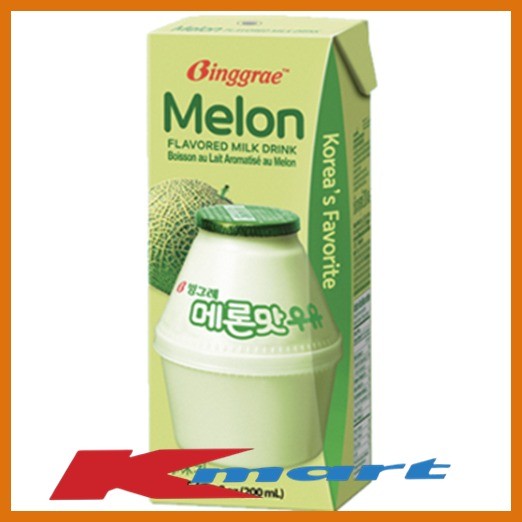 Binggrae™
Melon
FLAVORED MILK DRINK
Boisson au Lait Aromatisé au Melon
Korea's Favorite
빙그레
메론맛우유
(200 mL)
Kmart